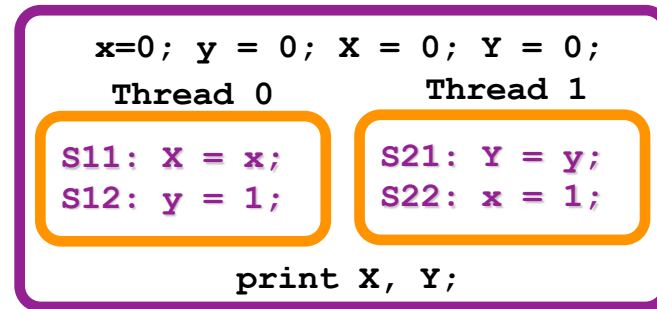 x=0; y = 0; X = 0; Y = 0;
Thread 0
S11: X = x;
S12: y = 1;
Thread 1
S21: Y = y;
S22: x = 1;
print X, Y;